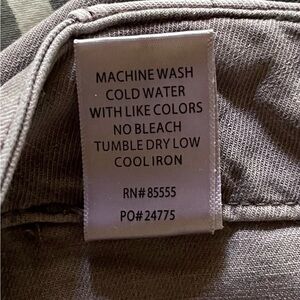 MACHINE WASH
COLD WATER
WITH LIKE COLORS
NO BLEACH
TUMBLE DRY LOW
COOL IRON
RN# 85555
PO# 24775